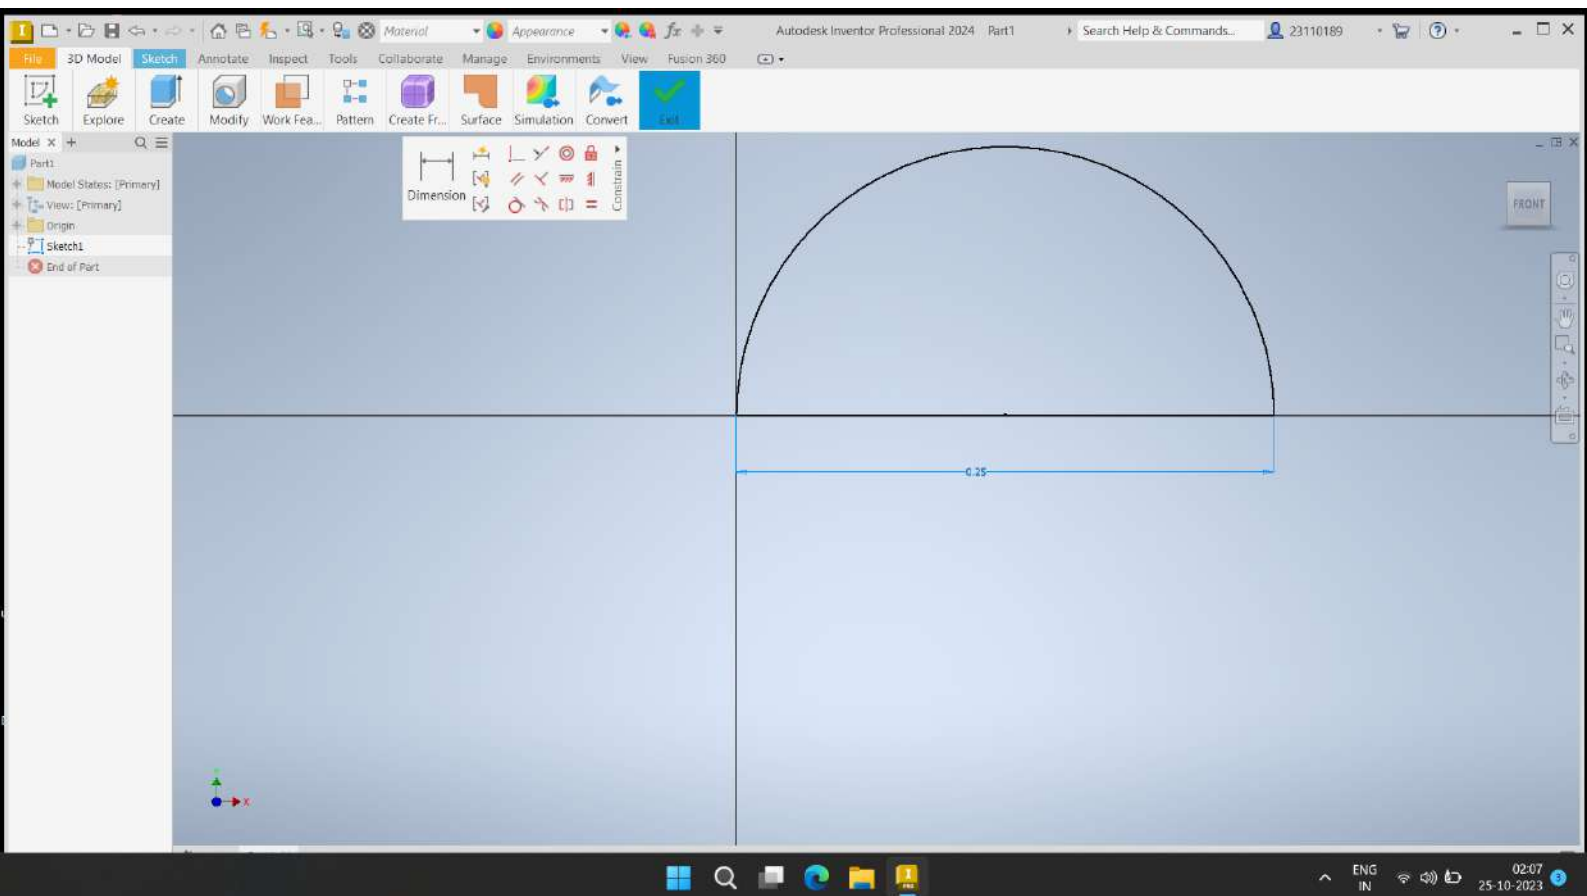 Material
Appearance
Autodesk Inventor Professional 2024 Part1
Search Help & Commands...
23110189
File 3D Model Sketch Annotate Inspect Tools Collaborate Manage Environments View Fusion 360
Sketch Explore Create Modify Work Fea... Pattern Create Fr... Surface Simulation Convert Exit
Model
Part1
Model States: [Primary]
View: [Primary]
Origin
Sketch1
End of Part
Dimension
Constrain
FRONT
0.25
X
ENG
IN
02:07
25-10-2023
3